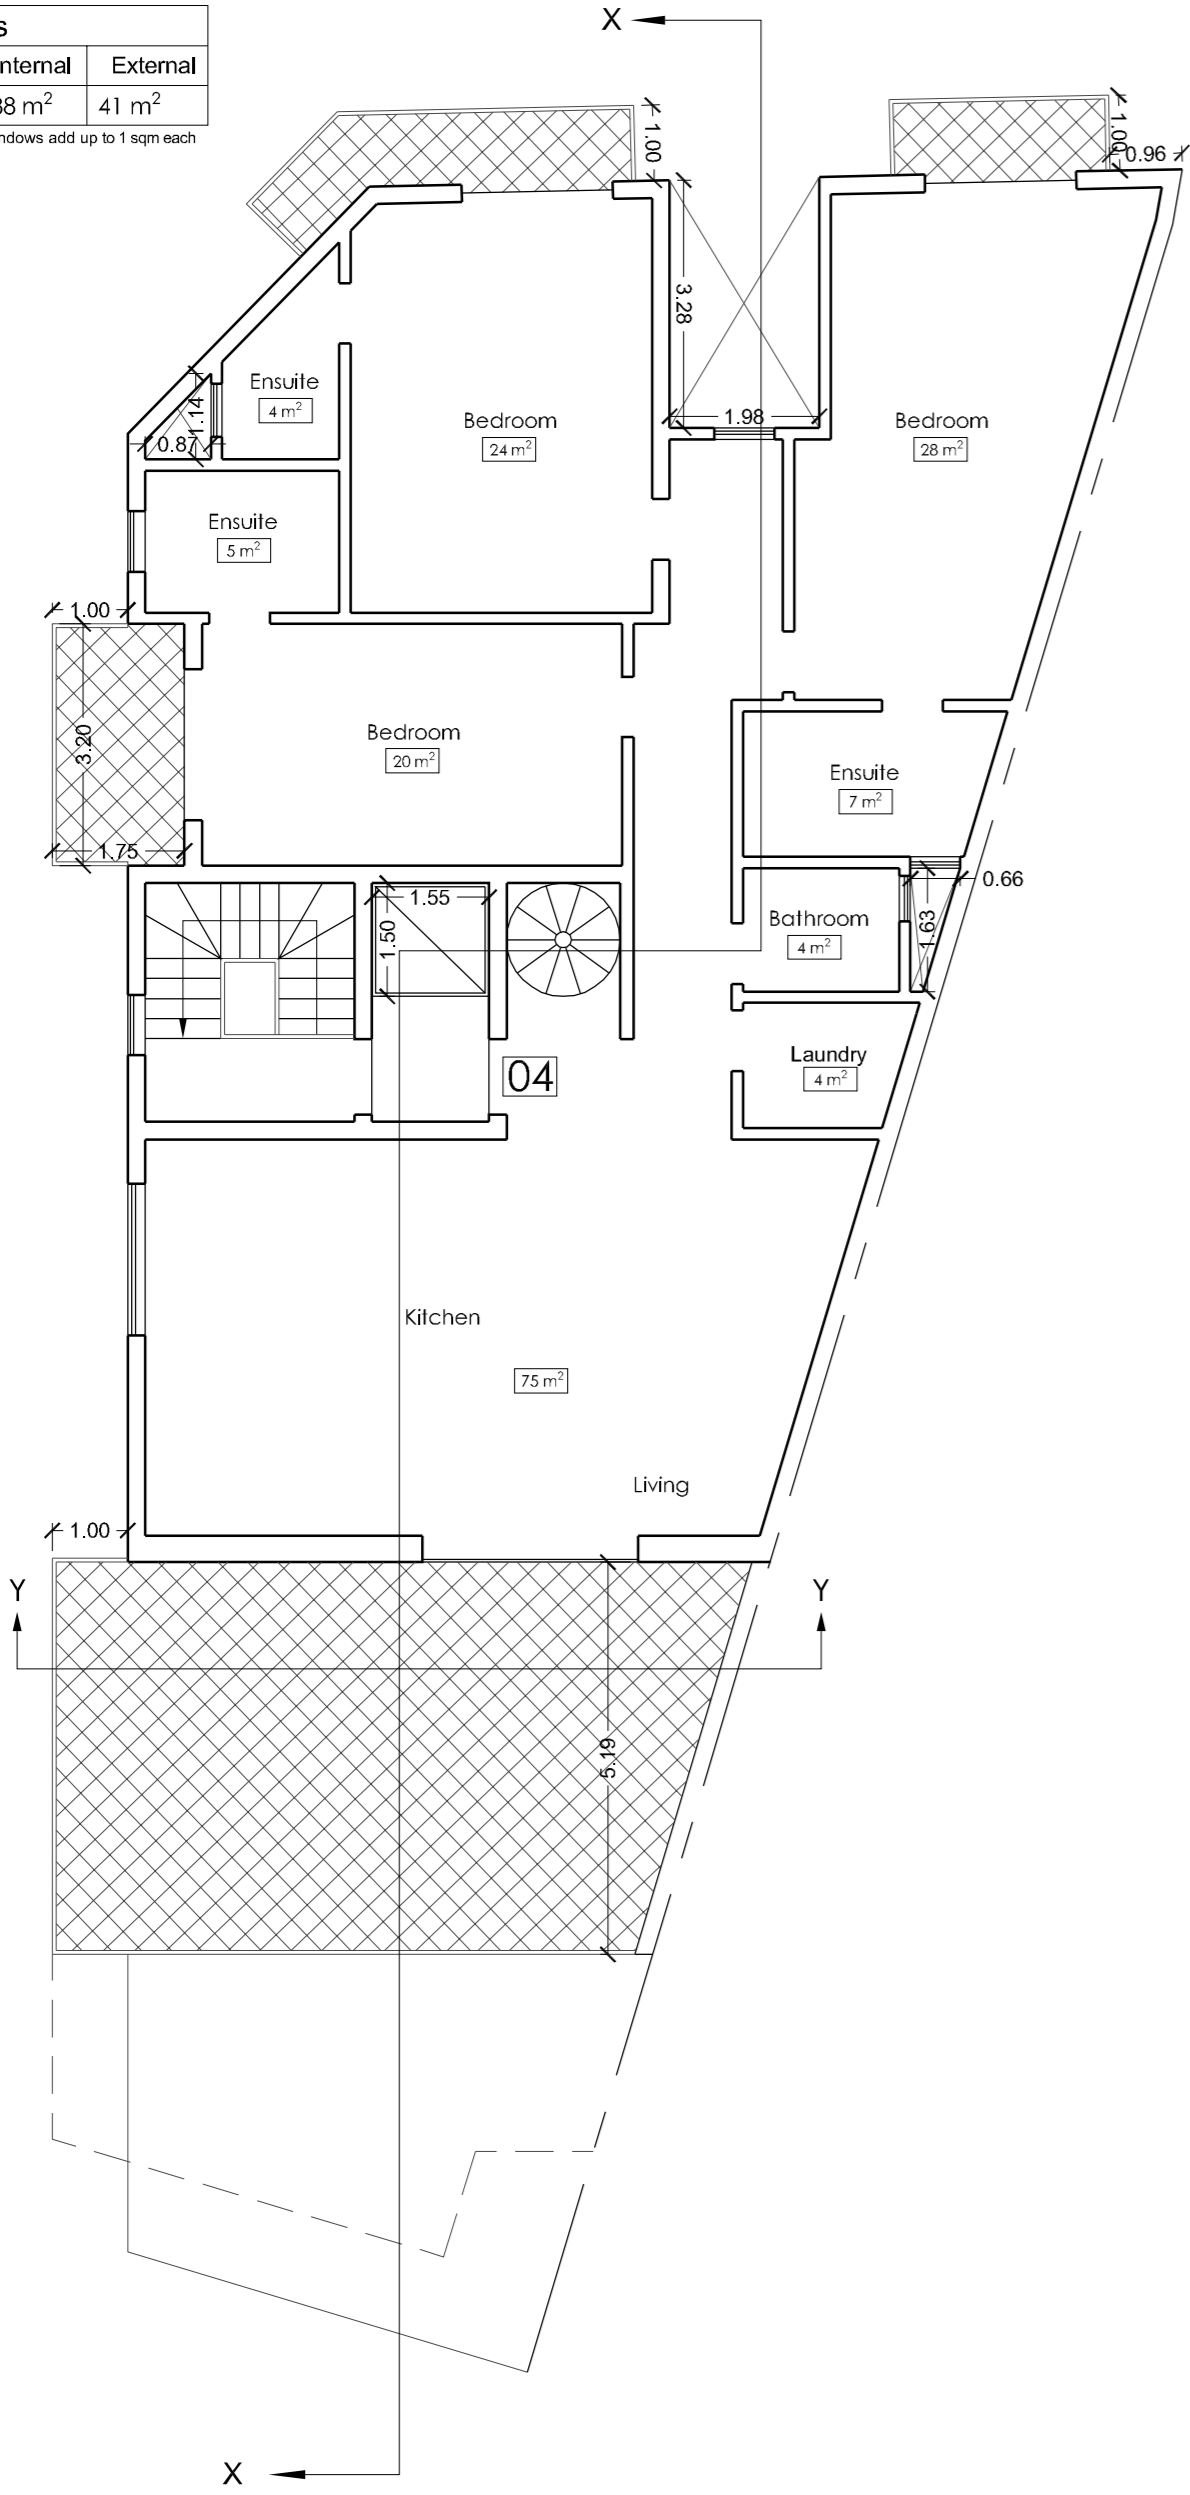 X
External
41 m²
add up to 1 sqm each
1.00
1.00
0.96
3.28
Ensuite
4 m²
1.14
0.87
Bedroom
24 m²
1.98
Bedroom
28 m²
Ensuite
5 m²
1.00
3.20
1.75
Bedroom
20 m²
Ensuite
7 m²
0.66
1.63
1.55
1.50
Bathroom
4 m²
04
Laundry
4 m²
Kitchen
75 m²
Living
1.00
Y
Y
5.19
X